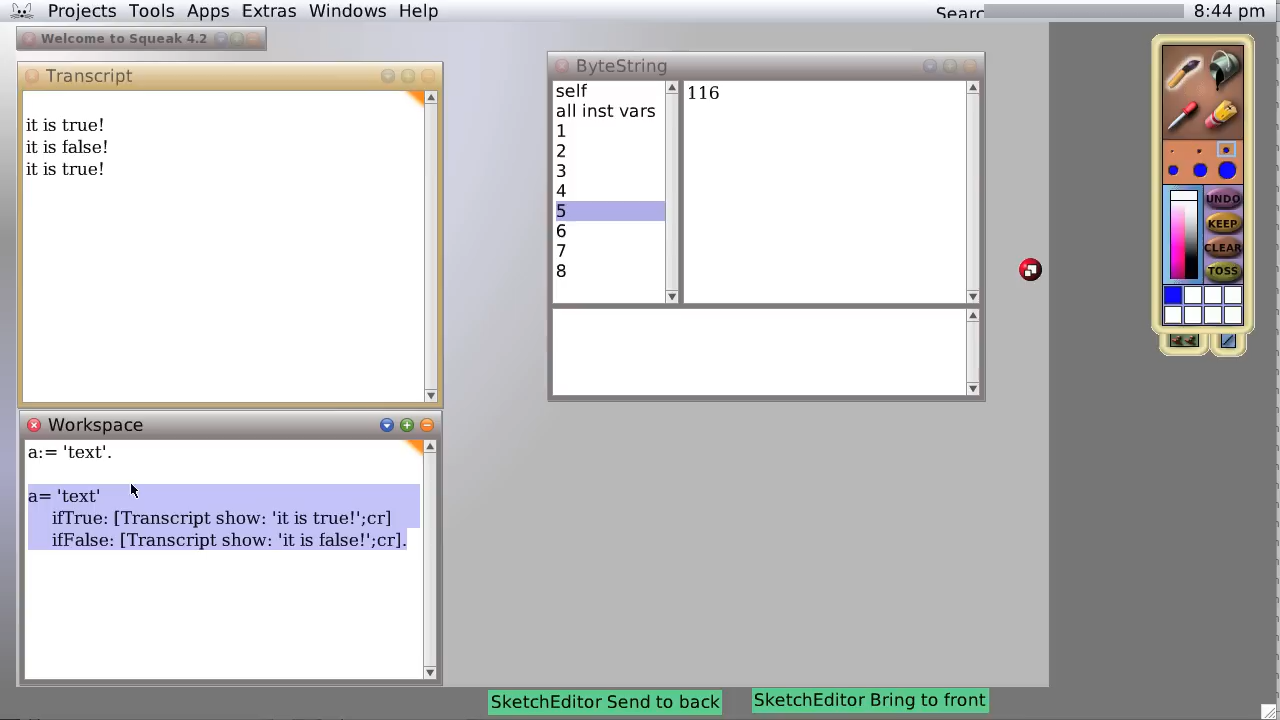 Projects Tools Apps Extras Windows Help
8:44 pm
Welcome to Squeak 4.2
Transcript
it is true!
it is false!
it is true!
ByteString
self
all inst vars
1
2
3
4
5
6
7
8
116
Workspace
a:= 'text'.
a= 'text'
ifTrue: [Transcript show: 'it is true!';cr]
ifFalse: [Transcript show: 'it is false!';cr].
UNDO
KEEP
CLEAR
TOSS
SketchEditor Send to back
SketchEditor Bring to front